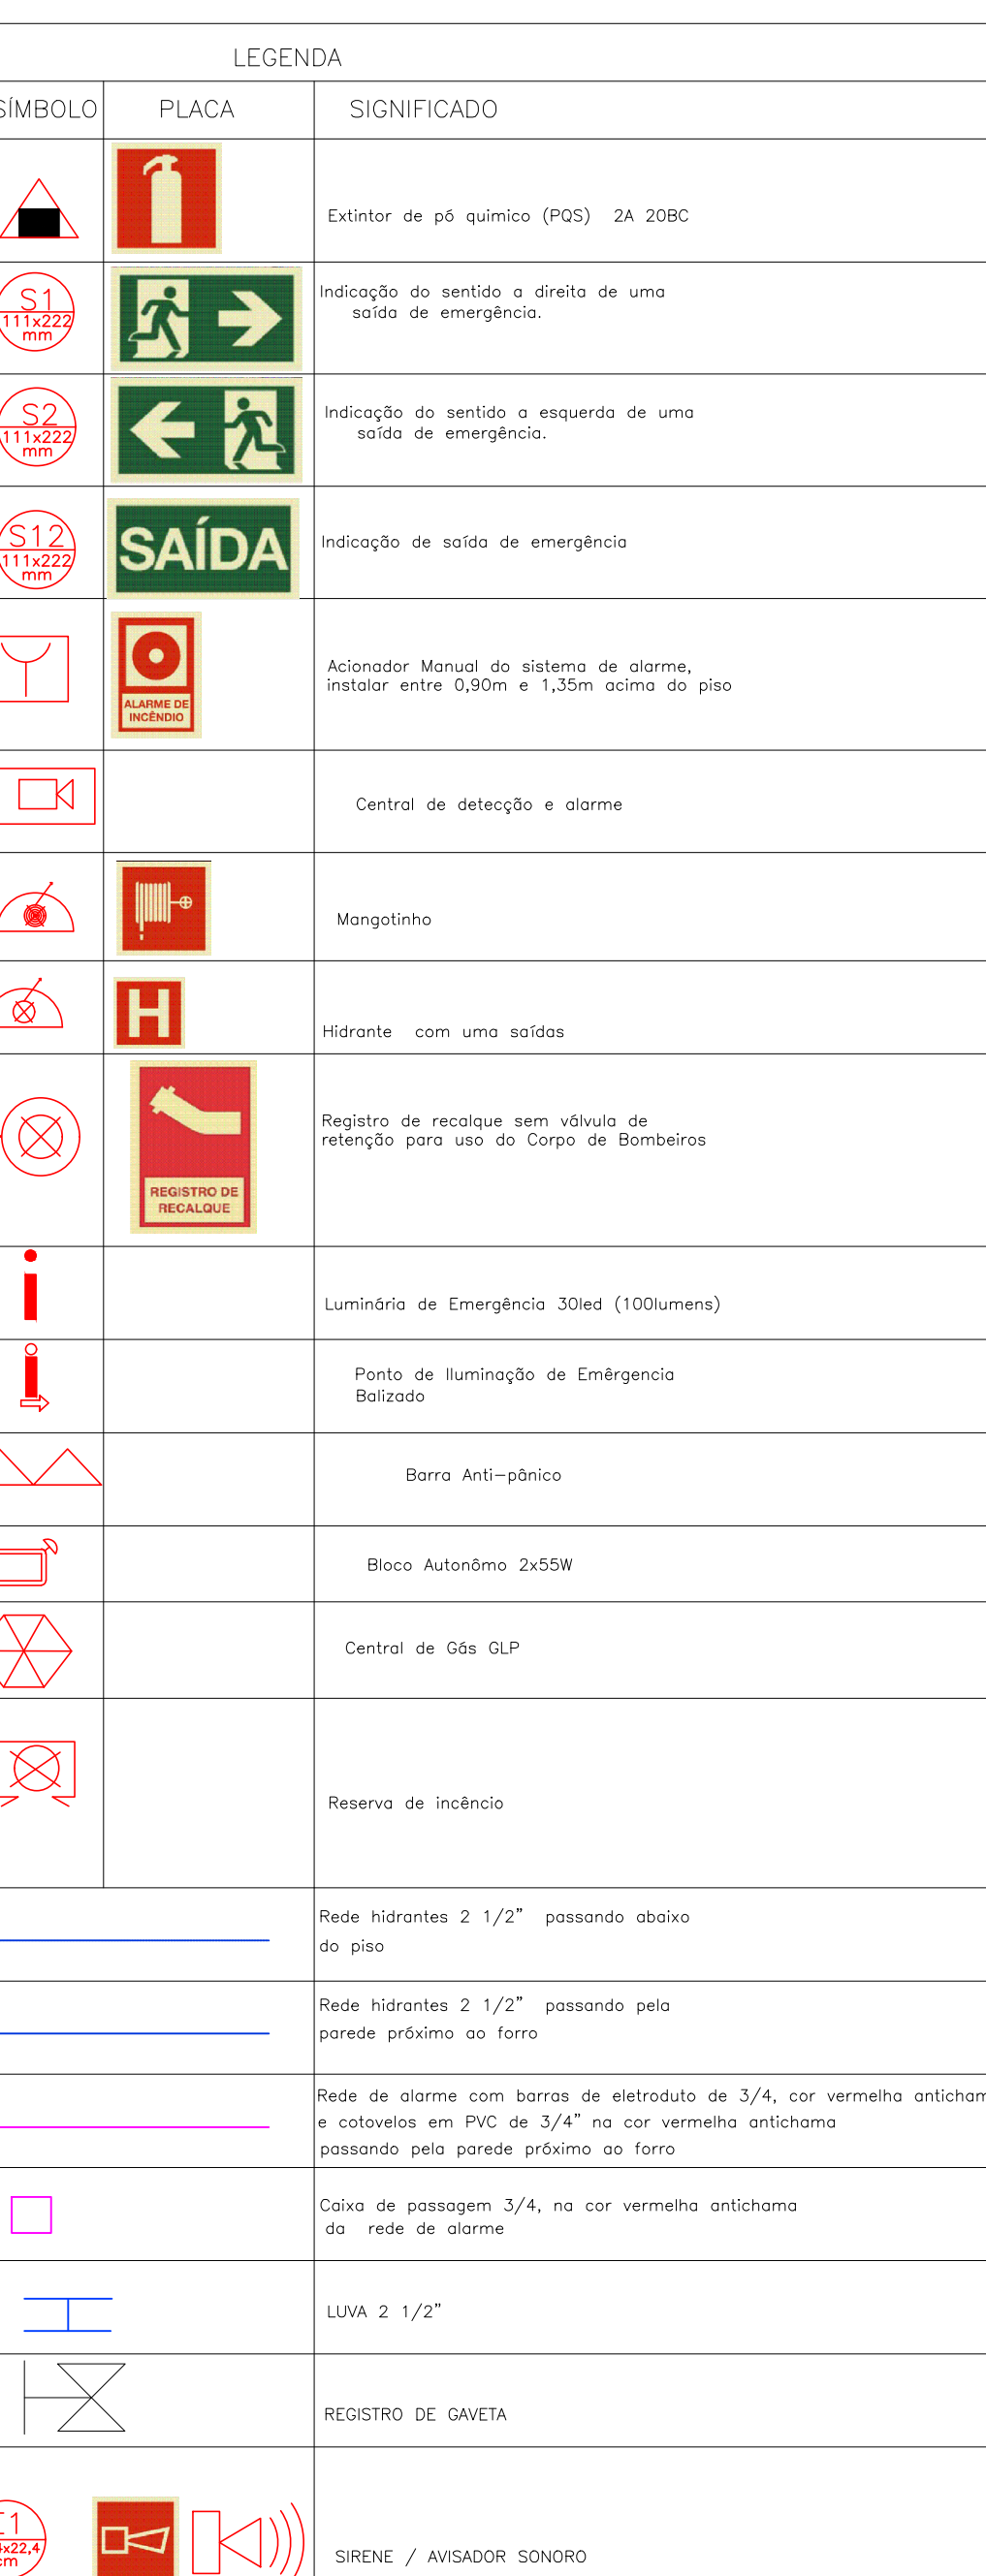 LEGENDA
SÍMBOLO PLACA SIGNIFICADO
Extintor de pó quimico (PQS) 2A 20BC
S1
111x222
mm
Indicação do sentido a direita de uma
saída de emergência.
S2
111x222
mm
Indicação do sentido a esquerda de uma
saída de emergência.
S12
111x222
mm
SAÍDA
Indicação de saída de emergência
ALARME DE
INCÊNDIO
Acionador Manual do sistema de alarme,
instalar entre 0,90m e 1,35m acima do piso
Central de detecção e alarme
Mangotinho
H
Hidrante com uma saídas
REGISTRO DE
RECALQUE
Registro de recalque sem válvula de
retenção para uso do Corpo de Bombeiros
Luminária de Emergência 30led (100lumens)
Ponto de Iluminação de Emêrgencia
Balizado
Barra Anti-pânico
Bloco Autonômo 2x55W
Central de Gás GLP
Reserva de incêncio
Rede hidrantes 2 1/2” passando abaixo
do piso
Rede hidrantes 2 1/2” passando pela
parede próximo ao forro
Rede de alarme com barras de eletroduto de 3/4, cor vermelha anticham
e cotovelos em PVC de 3/4” na cor vermelha antichama
passando pela parede próximo ao forro
Caixa de passagem 3/4, na cor vermelha antichama
da rede de alarme
LUVA 2 1/2”
REGISTRO DE GAVETA
x22,4
cm
SIRENE / AVISADOR SONORO